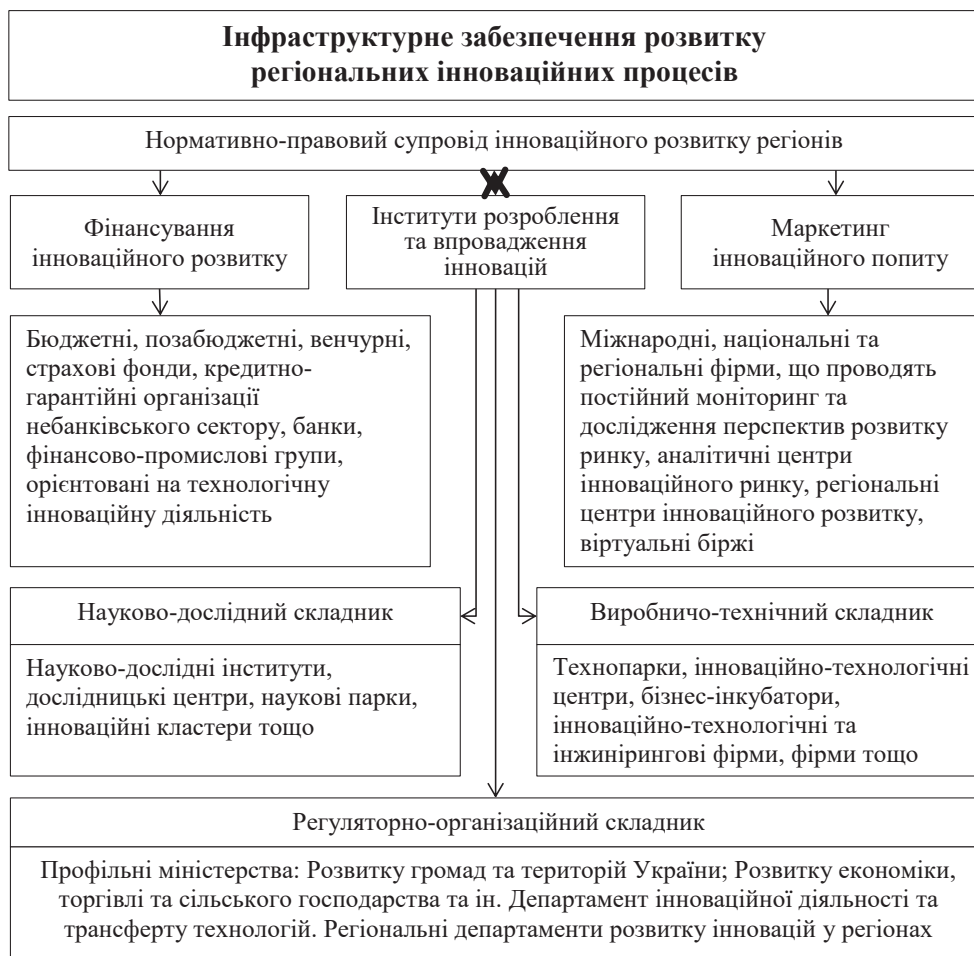 Інфраструктурне забезпечення розвитку
регіональних інноваційних процесів
Нормативно-правовий супровід інноваційного розвитку регіонів
Фінансування
інноваційного розвитку
Інститути розроблення
та впровадження
інновацій
Маркетинг
інноваційного попиту
Бюджетні, позабюджетні, венчурні,
страхові фонди, кредитно-
гарантійні організації
небанківського сектору, банки,
фінансово-промислові групи,
орієнтовані на технологічну
інноваційну діяльність
Міжнародні, національні та
регіональні фірми, що проводять
постійний моніторинг та
дослідження перспектив розвитку
ринку, аналітичні центри
інноваційного ринку, регіональні
центри інноваційного розвитку,
віртуальні біржі
Науково-дослідний складник
Науково-дослідні інститути,
дослідницькі центри, наукові парки,
інноваційні кластери тощо
Виробничо-технічний складник
Технопарки, інноваційно-технологічні
центри, бізнес-інкубатори,
інноваційно-технологічні та
інжинірингові фірми, фірми тощо
Регуляторно-організаційний складник
Профільні міністерства: Розвитку громад та територій України; Розвитку економіки,
торгівлі та сільського господарства та ін. Департамент інноваційної діяльності та
трансферту технологій. Регіональні департаменти розвитку інновацій у регіонах